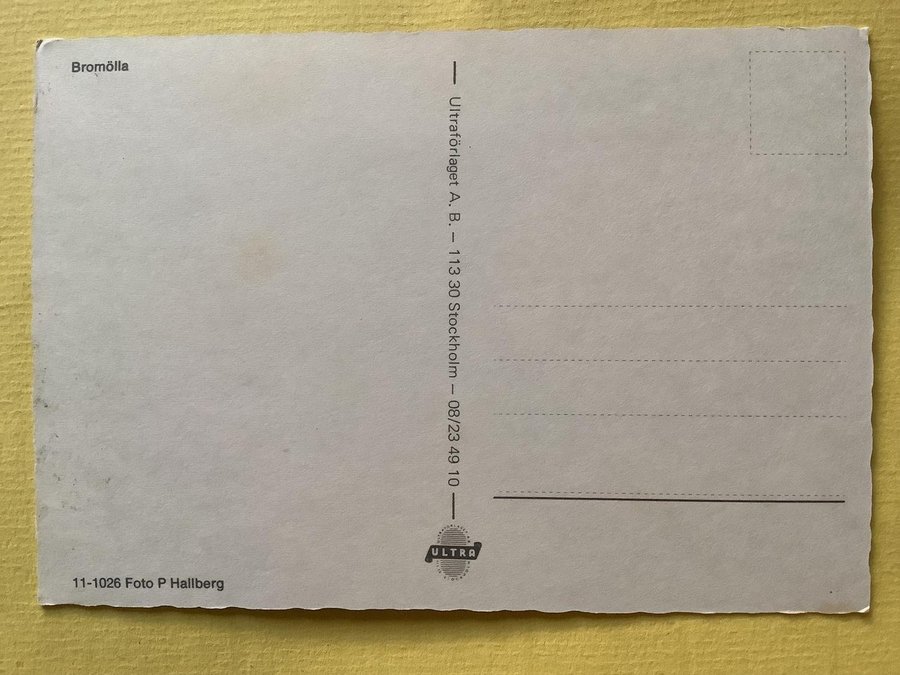 Bromölla
Ultraförlaget A. B. – 113 30 Stockholm – 08/23 49 10
ULTRA
11-1026 Foto P Hallberg